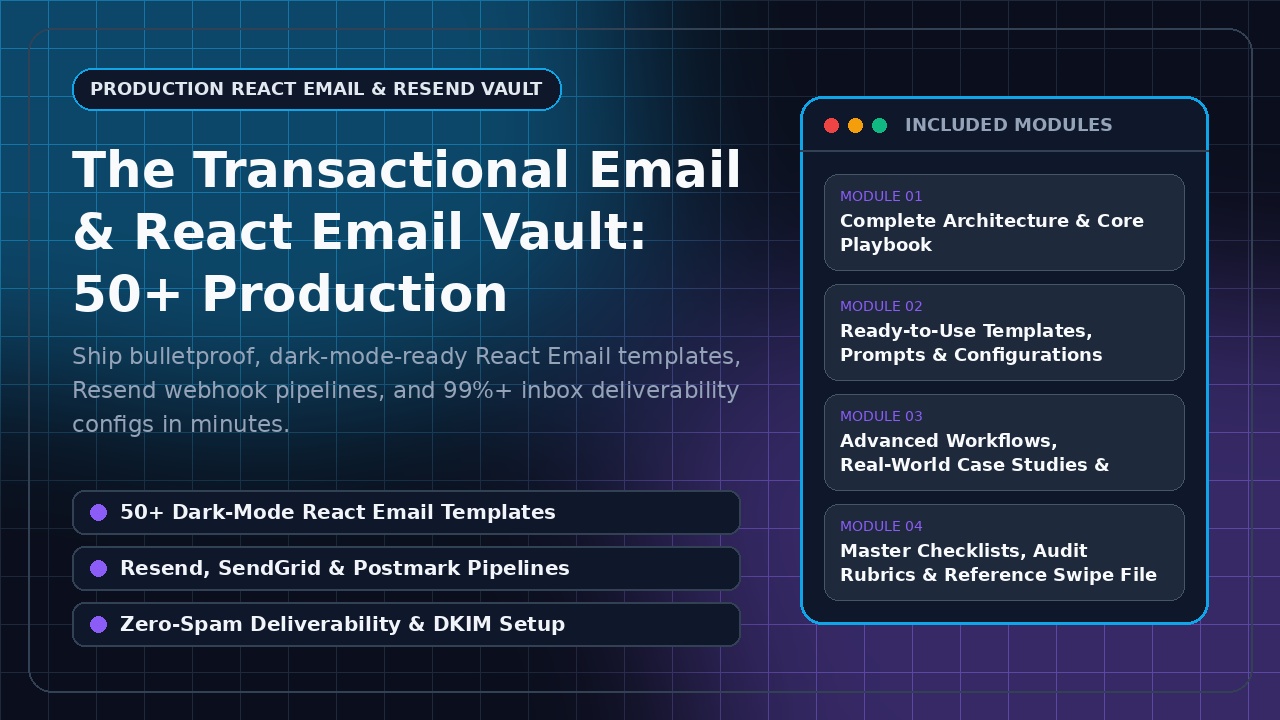 PRODUCTION REACT EMAIL & RESEND VAULT
The Transactional Email
& React Email Vault:
50+ Production
Ship bulletproof, dark-mode-ready React Email templates,
Resend webhook pipelines, and 99%+ inbox deliverability
configs in minutes.
50+ Dark-Mode React Email Templates
Resend, SendGrid & Postmark Pipelines
Zero-Spam Deliverability & DKIM Setup
INCLUDED MODULES
MODULE 01
Complete Architecture & Core
Playbook
MODULE 02
Ready-to-Use Templates,
Prompts & Configurations
MODULE 03
Advanced Workflows,
Real-World Case Studies &
MODULE 04
Master Checklists, Audit
Rubrics & Reference Swipe File